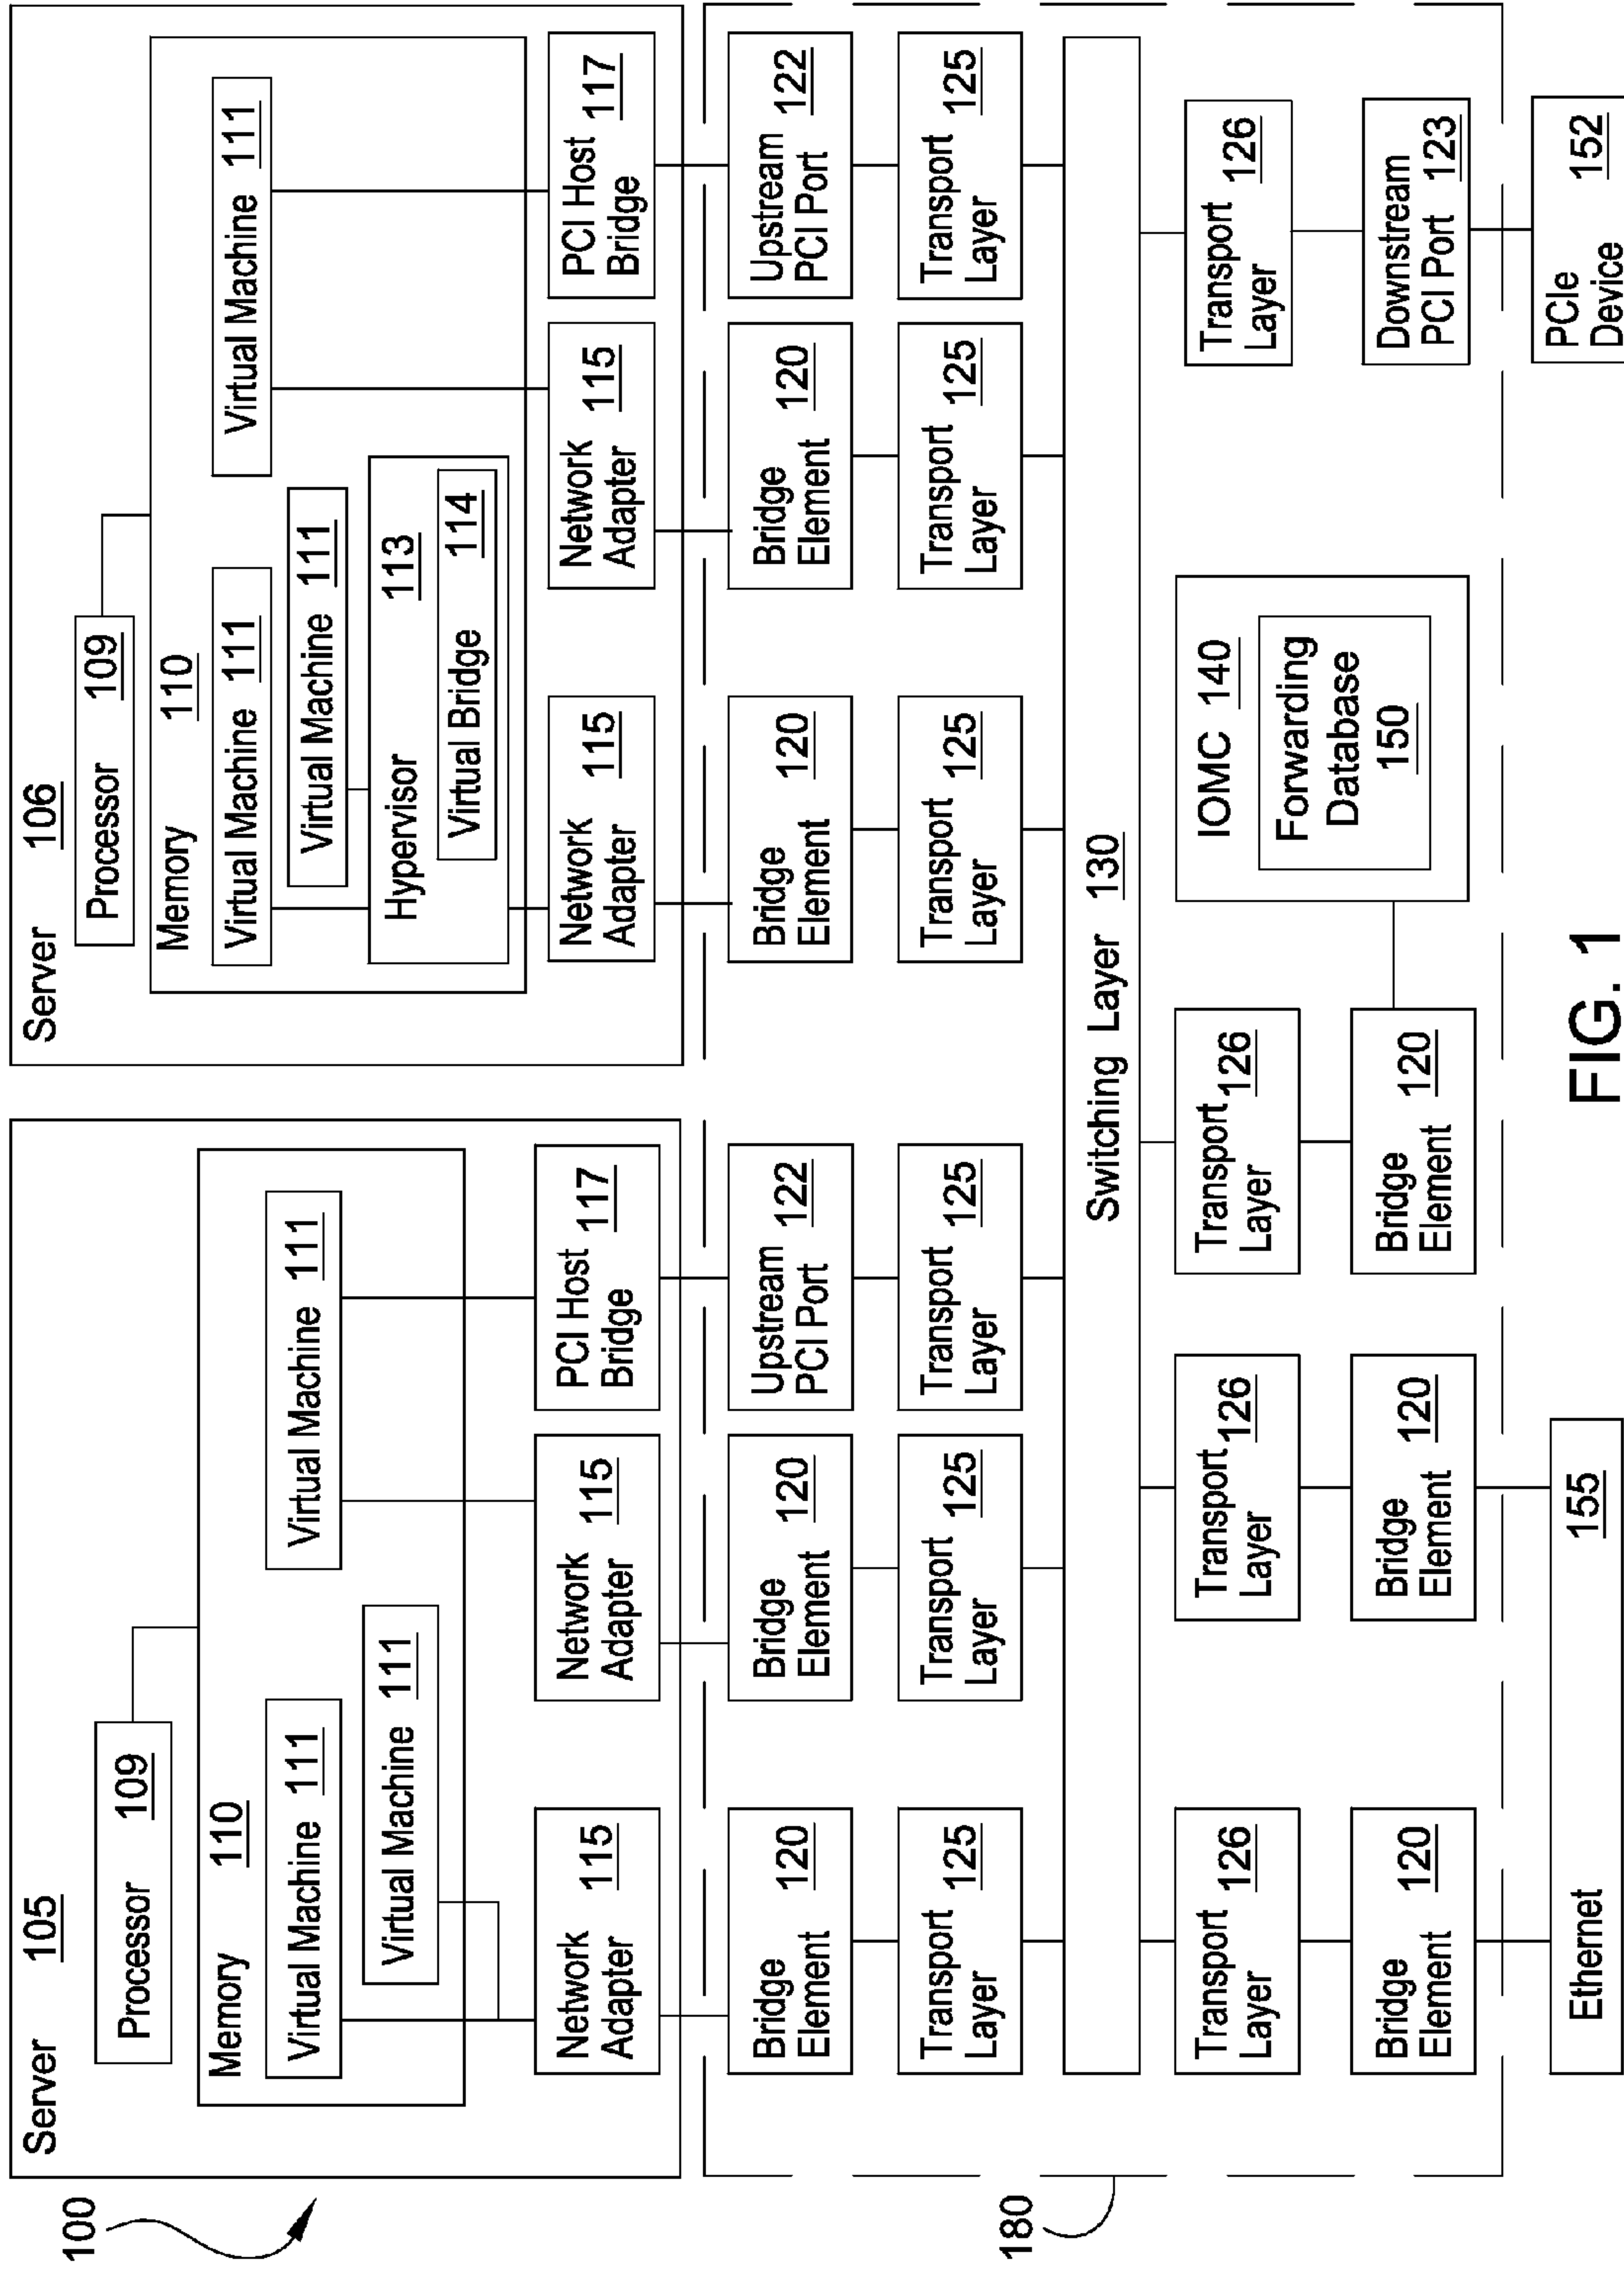 100
Server 105
Processor 109
Memory 110
Virtual Machine 111
Virtual Machine 111
Virtual Machine 111
Network
Adapter 115
Network
Adapter 115
PCI Host
Bridge 117
Server 106
Processor 109
Memory 110
Virtual Machine 111
Virtual Machine 111
Virtual Machine 111
Hypervisor 113
Virtual Bridge 114
Network
Adapter 115
Network
Adapter 115
PCI Host
Bridge 117
180
Bridge
Element 120
Bridge
Element 120
Upstream
PCI Port 122
Bridge
Element 120
Bridge
Element 120
Upstream
PCI Port 122
Transport
Layer 125
Transport
Layer 125
Transport
Layer 125
Transport
Layer 125
Transport
Layer 125
Transport
Layer 125
Switching Layer 130
Transport
Layer 126
Transport
Layer 126
Transport
Layer 126
IOMC 140
Forwarding
Database
150
Transport
Layer 126
Bridge
Element 120
Bridge
Element 120
Bridge
Element 120
Downstream
PCI Port 123
Ethernet 155
PCIe
Device 152
FIG. 1